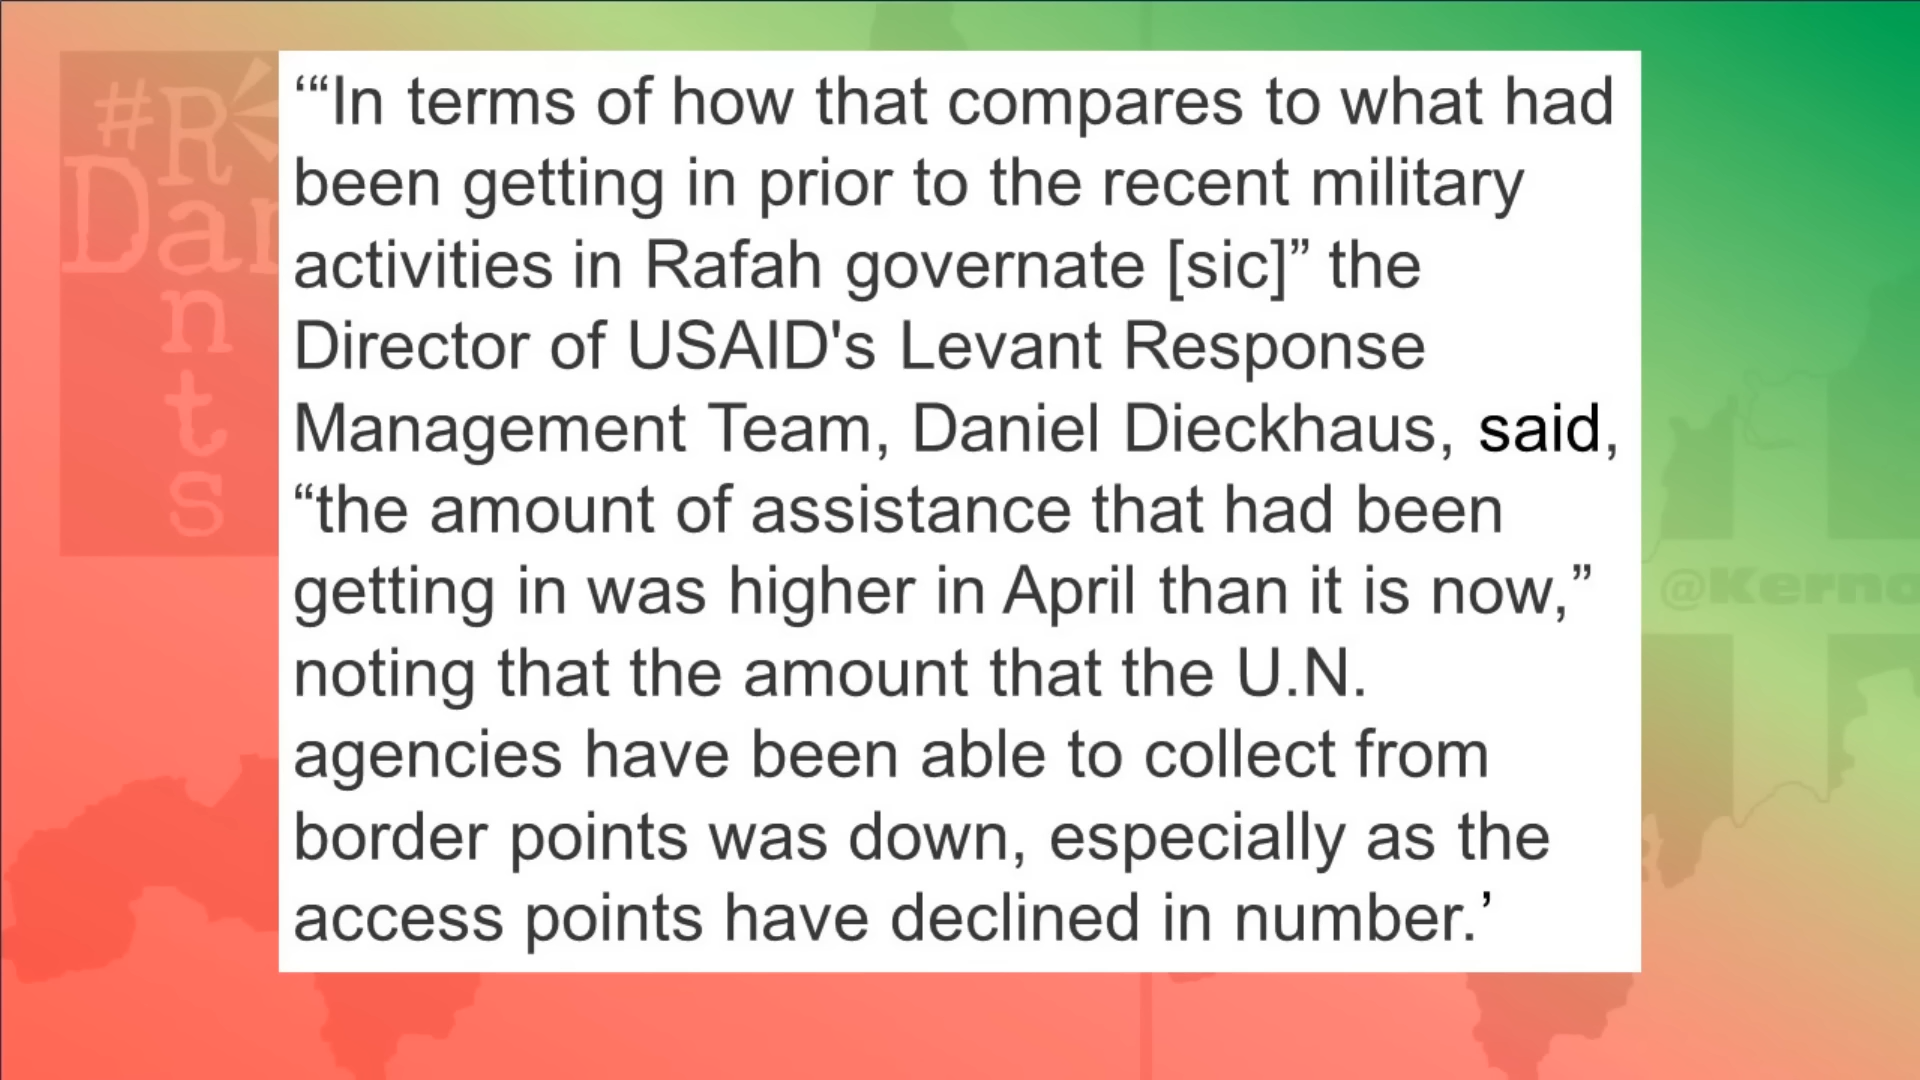 ‘“In terms of how that compares to what had
been getting in prior to the recent military
activities in Rafah governate [sic]” the
Director of USAID's Levant Response
Management Team, Daniel Dieckhaus, said,
“the amount of assistance that had been
getting in was higher in April than it is now,”
noting that the amount that the U.N.
agencies have been able to collect from
border points was down, especially as the
access points have declined in number.’
#R
Dan
n
t
s
@Kerno